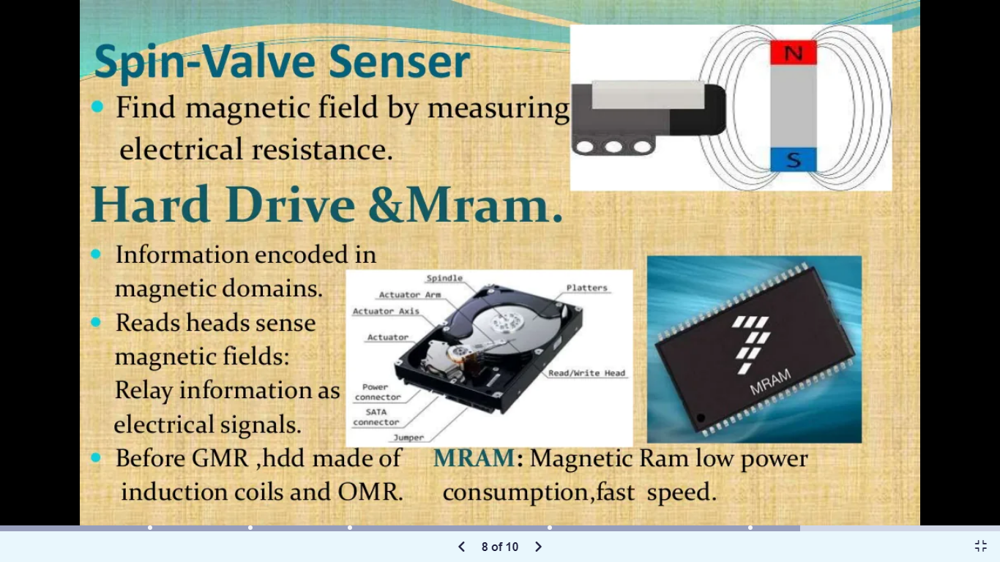 Spin-Valve Senser
Find magnetic field by measuring
electrical resistance.
N
S
Hard Drive &Mram.
Information encoded in
magnetic domains.
Reads heads sense
magnetic fields:
Relay information as
electrical signals.
Before GMR ,hdd made of
induction coils and OMR.
Spindle
Platters
Actuator Arm
Actuator Axis
Actuator
Read/Write Head
Power
connector
SATA
connector
Jumper
MRAM
MRAM: Magnetic Ram low power
consumption,fast speed.
8 of 10